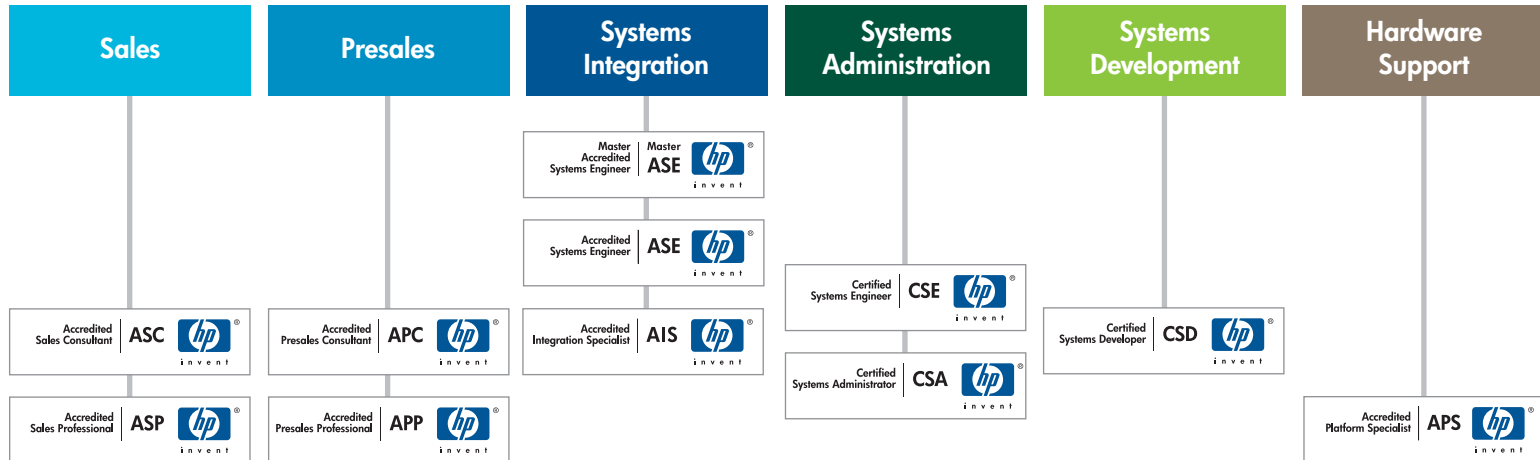 Sales
Presales
Systems
Integration
Systems
Administration
Systems
Development
Hardware
Support
Master
Accredited
Systems Engineer
Master
ASE
hp®
invent
Accredited
Systems Engineer
ASE
hp®
invent
Certified
Systems Engineer
CSE
hp®
invent
Accredited
Sales Consultant
ASC
hp®
invent
Accredited
Presales Consultant
APC
hp®
invent
Accredited
Integration Specialist
AIS
hp®
invent
Certified
Systems Developer
CSD
hp®
invent
Certified
Systems Administrator
CSA
hp®
invent
Accredited
Sales Professional
ASP
hp®
invent
Accredited
Presales Professional
APP
hp®
invent
Accredited
Platform Specialist
APS
hp®
invent